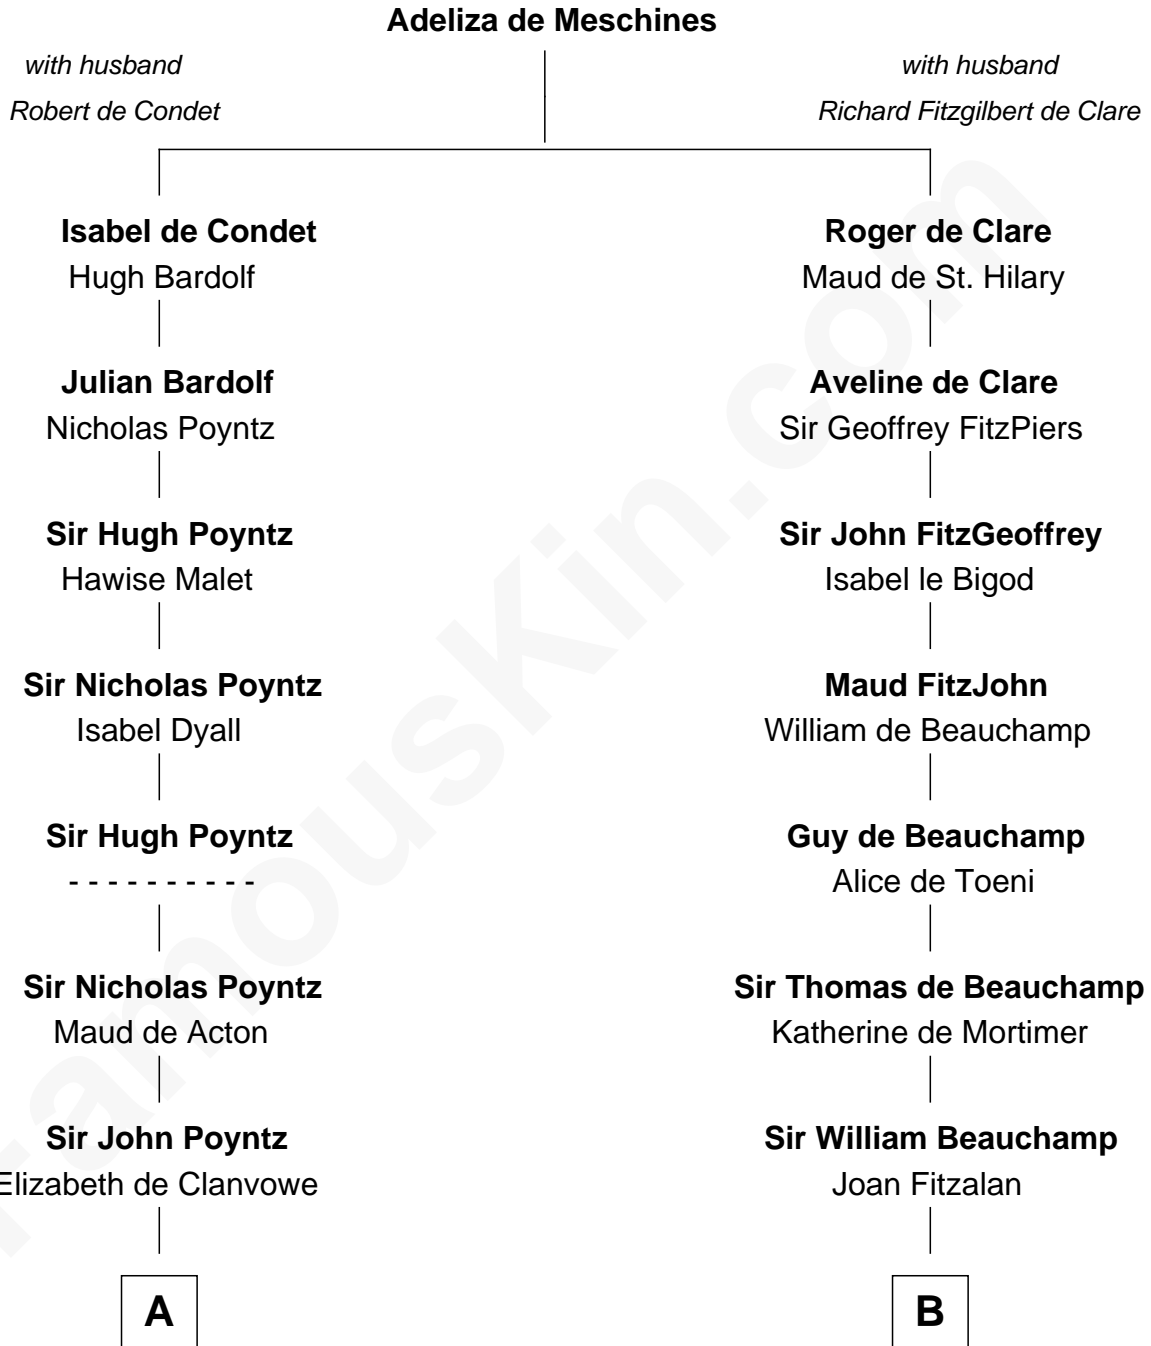 Adeliza de Meschines
with husband
Robert de Condet
with husband
Richard Fitzgilbert de Clare
Isabel de Condet
Hugh Bardolf
Roger de Clare
Maud de St. Hilary
Julian Bardolf
Nicholas Poyntz
Aveline de Clare
Sir Geoffrey FitzPiers
Sir Hugh Poyntz
Hawise Malet
Sir John FitzGeoffrey
Isabel le Bigod
Sir Nicholas Poyntz
Isabel Dyall
Maud FitzJohn
William de Beauchamp
Sir Hugh Poyntz
- - - - - - - - - -
Guy de Beauchamp
Alice de Toeni
Sir Nicholas Poyntz
Maud de Acton
Sir Thomas de Beauchamp
Katherine de Mortimer
Sir John Poyntz
Elizabeth de Clanvowe
Sir William Beauchamp
Joan Fitzalan
A
B
FamousKin.com